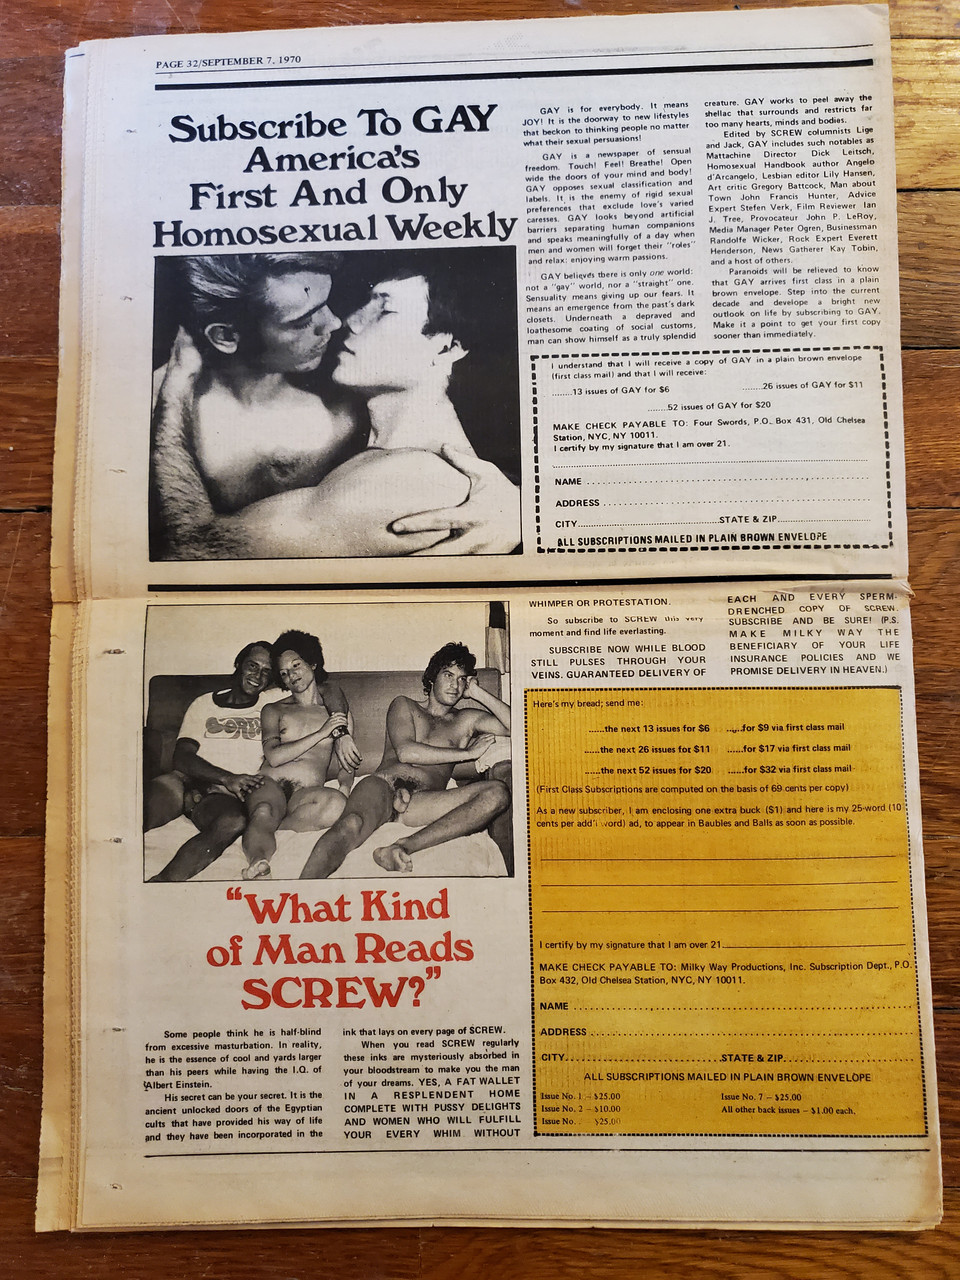 PAGE 32/SEPTEMBER 7, 1970
Subscribe To GAY
America's
First And Only
Homosexual Weekly
GAY is for everybody. It means
JOY! It is the doorway to new lifestyles
that beckon to thinking people no matter
what their sexual persuasions!
GAY is a newspaper of sensual
freedom. Touch! Feel! Breathe! Open
wide the doors of your mind and body!
GAY opposes sexual classification and
labels. It is the enemy of rigid sexual
preferences that exclude love's varied
caresses. GAY looks beyond artificial
barriers separating human companions
and speaks meaningfully of a day when
men and women will forget their "roles"
and relax: enjoying warm passions.
GAY believes there is only one world:
not a "gay" world, nor a "straight" one.
Sensuality means giving up our fears. It
means an emergence from the past's dark
closets. Underneath a depraved and
loathesome coating of social customs,
man can show himself as a truly splendid
creature. GAY works to peel away the
shellac that surrounds and restricts far
too many hearts, minds and bodies.
Edited by SCREW columnists Lige
and Jack, GAY includes such notables as
Mattachine Director Dick Leitsch,
Homosexual Handbook author Angelo
d'Arcangelo, Lesbian editor Lily Hansen,
Art critic Gregory Battcock, Man about
Town John Francis Hunter, Advice
Expert Stefen Verk, Film Reviewer Ian
J. Tree, Provocateur John P. LeRoy,
Media Manager Peter Ogren, Businessman
Randolfe Wicker, Rock Expert Everett
Henderson, News Gatherer Kay Tobin,
and a host of others.
Paranoids will be relieved to know
that GAY arrives first class in a plain
brown envelope. Step into the current
decade and develope a bright new
outlook on life by subscribing to GAY.
Make it a point to get your first copy
sooner than immediately.
I understand that I will receive a copy of GAY in a plain brown envelope
(first class mail) and that I will receive:
........13 issues of GAY for $6 ........26 issues of GAY for $11
........52 issues of GAY for $20
MAKE CHECK PAYABLE TO: Four Swords, P.O. Box 431, Old Chelsea
Station, NYC, NY 10011.
I certify by my signature that I am over 21.
NAME
ADDRESS
CITY STATE & ZIP
ALL SUBSCRIPTIONS MAILED IN PLAIN BROWN ENVELOPE
"What Kind
of Man Reads
SCREW?"
Some people think he is half-blind
from excessive masturbation. In reality,
he is the essence of cool and yards larger
than his peers while having the I.Q. of
Albert Einstein.
His secret can be your secret. It is the
ancient unlocked doors of the Egyptian
cults that have provided his way of life
and they have been incorporated in the
ink that lays on every page of SCREW.
When you read SCREW regularly
these inks are mysteriously absorbed in
your bloodstream to make you the man
of your dreams. YES, A FAT WALLET
IN A RESPLENDENT HOME
COMPLETE WITH PUSSY DELIGHTS
AND WOMEN WHO WILL FULFILL
YOUR EVERY WHIM WITHOUT
WHIMPER OR PROTESTATION.
So subscribe to SCREW this very
moment and find life everlasting.
SUBSCRIBE NOW WHILE BLOOD
STILL PULSES THROUGH YOUR
VEINS. GUARANTEED DELIVERY OF
EACH AND EVERY SPERM-
DRENCHED COPY OF SCREW.
SUBSCRIBE AND BE SURE! (P.S.
MAKE MILKY WAY THE
BENEFICIARY OF YOUR LIFE
INSURANCE POLICIES AND WE
PROMISE DELIVERY IN HEAVEN.)
Here's my bread; send me:
......the next 13 issues for $6 ......for $9 via first class mail
......the next 26 issues for $11 ......for $17 via first class mail
......the next 52 issues for $20 ......for $32 via first class mail
(First Class Subscriptions are computed on the basis of 69 cents per copy)
As a new subscriber, I am enclosing one extra buck ($1) and here is my 25-word (10
cents per add'l word) ad, to appear in Baubles and Balls as soon as possible.
I certify by my signature that I am over 21
MAKE CHECK PAYABLE TO: Milky Way Productions, Inc. Subscription Dept., P.O.
Box 432, Old Chelsea Station, NYC, NY 10011.
NAME
ADDRESS
CITY STATE & ZIP
ALL SUBSCRIPTIONS MAILED IN PLAIN BROWN ENVELOPE
Issue No. 1 – $25.00 Issue No. 7 – $25.00
Issue No. 2 – $10.00 All other back issues – $1.00 each.
Issue No. $25.00